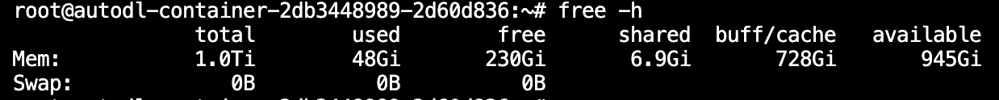 root@autodl-container-2db3448989-2d60d836:~# free -h
total used free shared buff/cache available
Mem: 1.0Ti 48Gi 230Gi 6.9Gi 728Gi 945Gi
Swap: 0B 0B 0B